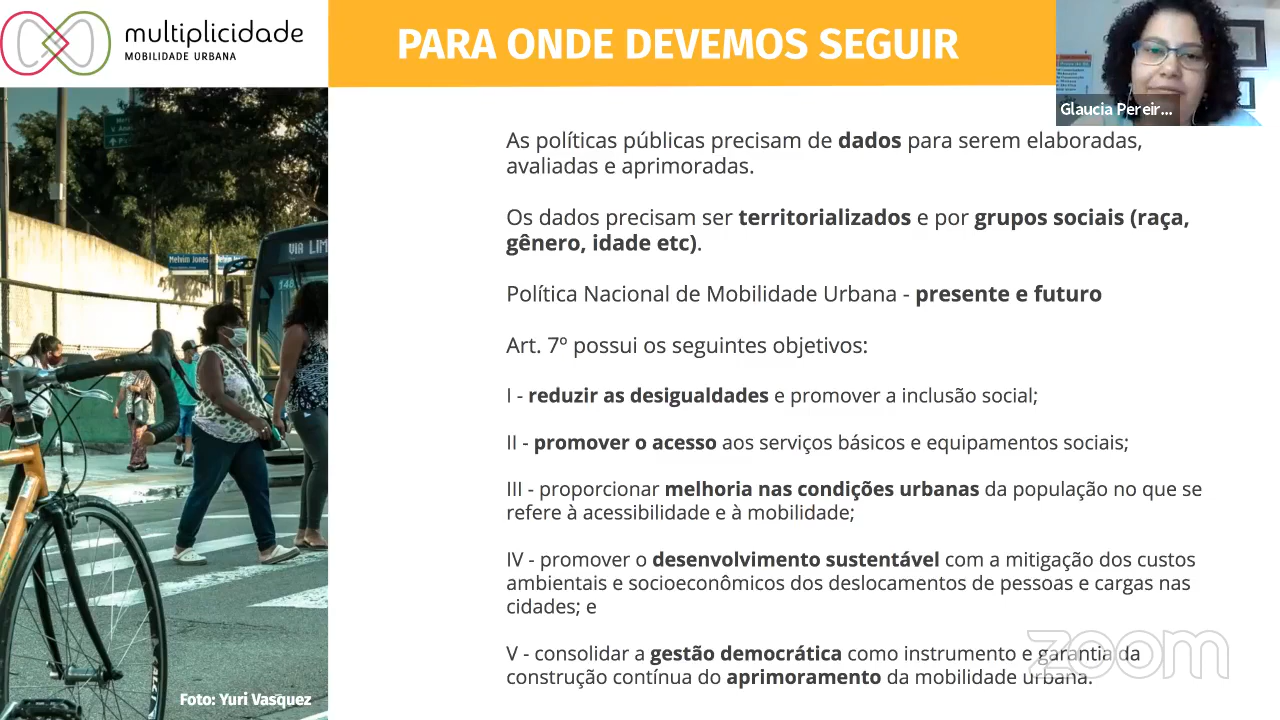 multiplicidade
MOBILIDADE URBANA
PARA ONDE DEVEMOS SEGUIR
Glaucia Pereir...
As políticas públicas precisam de dados para serem elaboradas,
avaliadas e aprimoradas.
Os dados precisam ser territorializados e por grupos sociais (raça,
gênero, idade etc).
Política Nacional de Mobilidade Urbana - presente e futuro
Art. 7º possui os seguintes objetivos:
I - reduzir as desigualdades e promover a inclusão social;
II - promover o acesso aos serviços básicos e equipamentos sociais;
III - proporcionar melhoria nas condições urbanas da população no que se
refere à acessibilidade e à mobilidade;
IV - promover o desenvolvimento sustentável com a mitigação dos custos
ambientais e socioeconômicos dos deslocamentos de pessoas e cargas nas
cidades; e
V - consolidar a gestão democrática como instrumento e garantia da
construção contínua do aprimoramento da mobilidade urbana.
zoom
VIA LIM
Melvim Jones
148
Foto: Yuri Vasquez